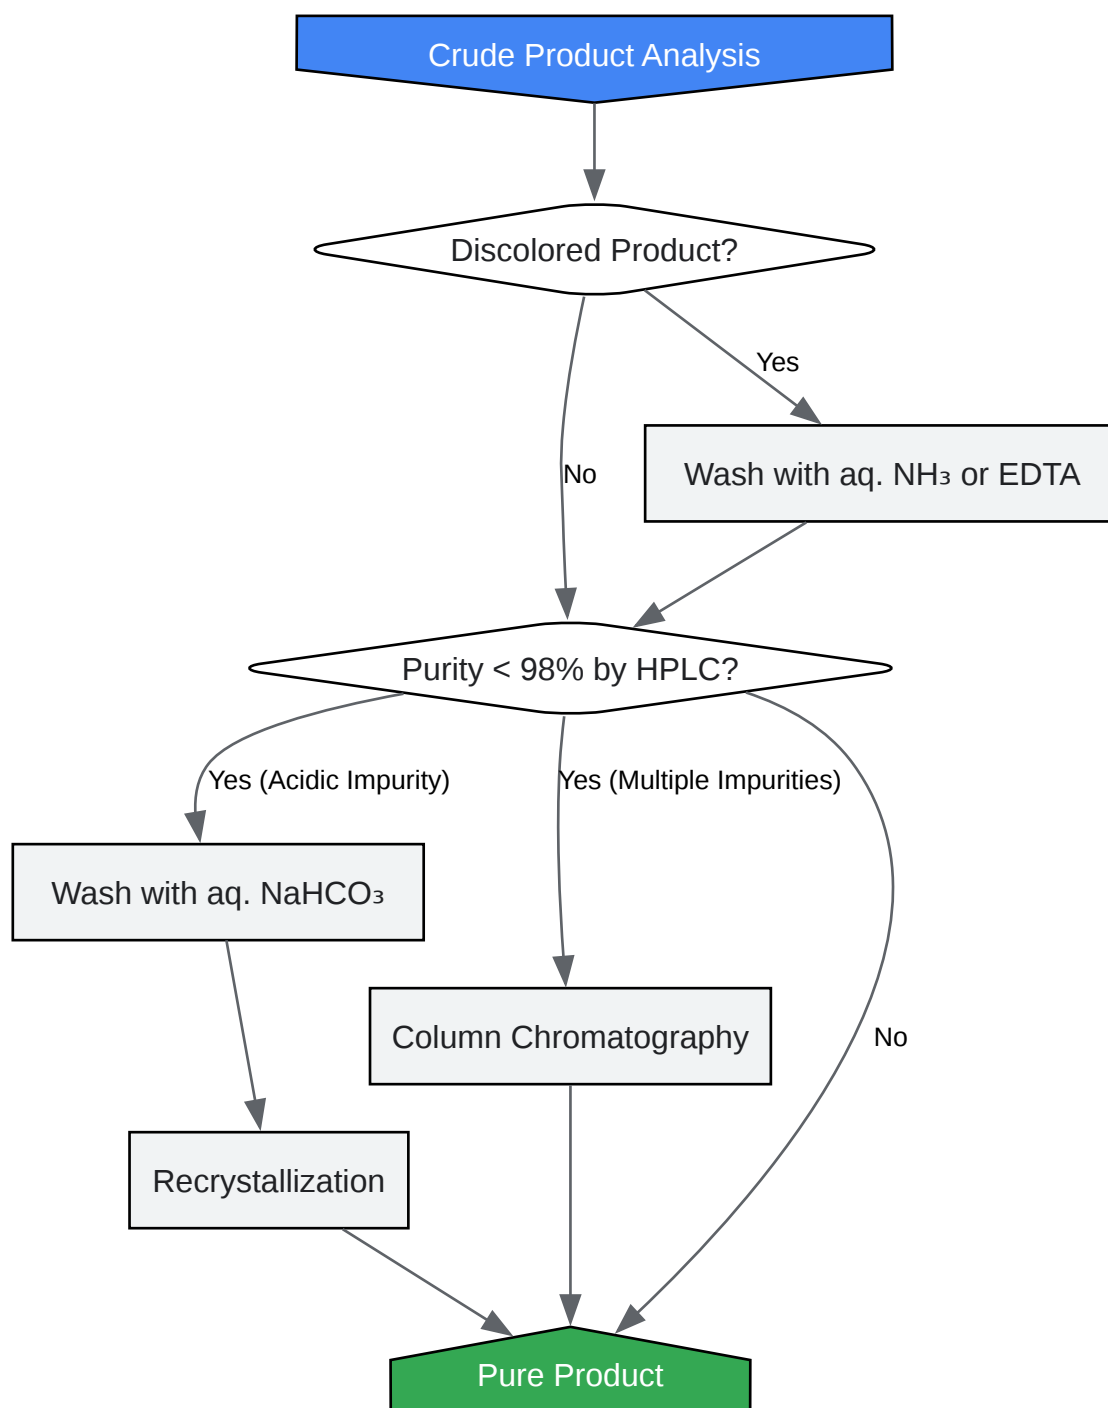 Crude Product Analysis
Discolored Product?
Yes
No
Wash with aq. NH₃ or EDTA
Purity < 98% by HPLC?
Yes (Acidic Impurity)
Yes (Multiple Impurities)
Wash with aq. NaHCO₃
Column Chromatography
No
Recrystallization
Pure Product